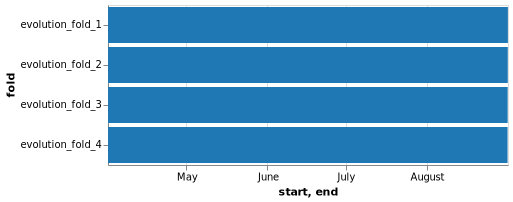 evolution_fold_1
evolution_fold_2
evolution_fold_3
evolution_fold_4
fold
May June July August
start, end